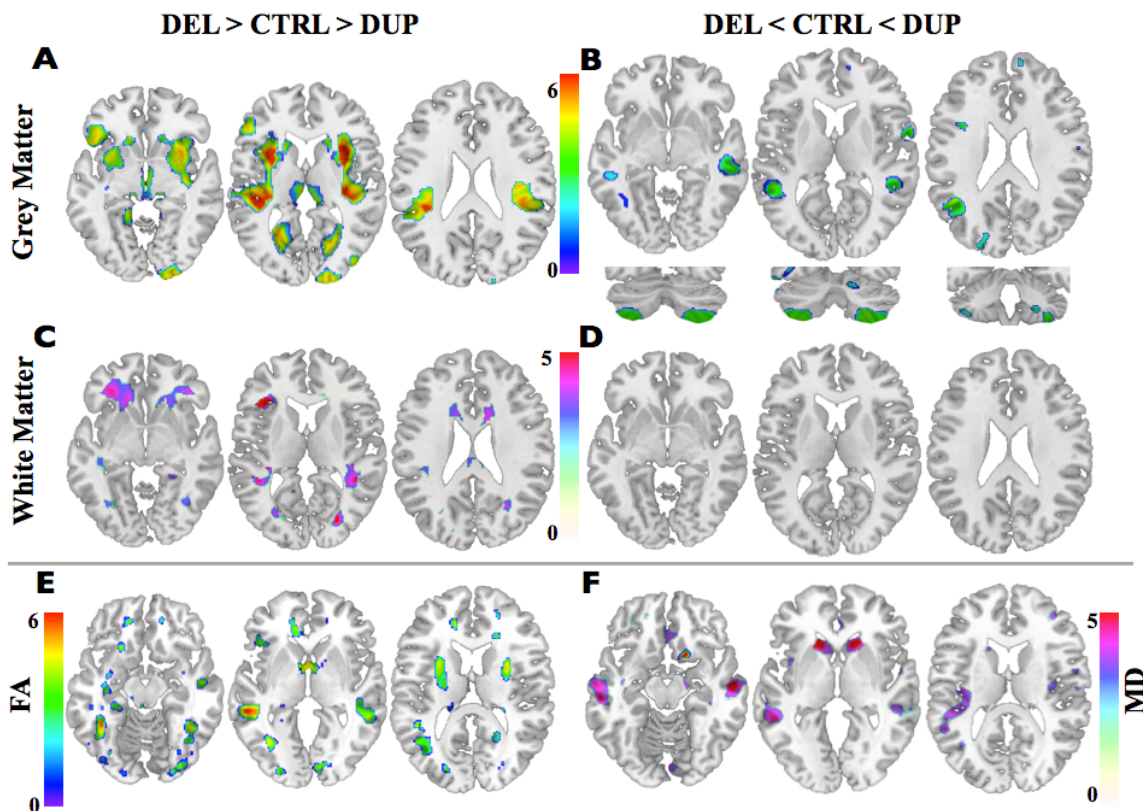 DEL > CTRL > DUP
DEL < CTRL < DUP
A
B
Grey Matter
6
0
C
D
White Matter
5
0
E
F
FA
6
0
5
0
MD